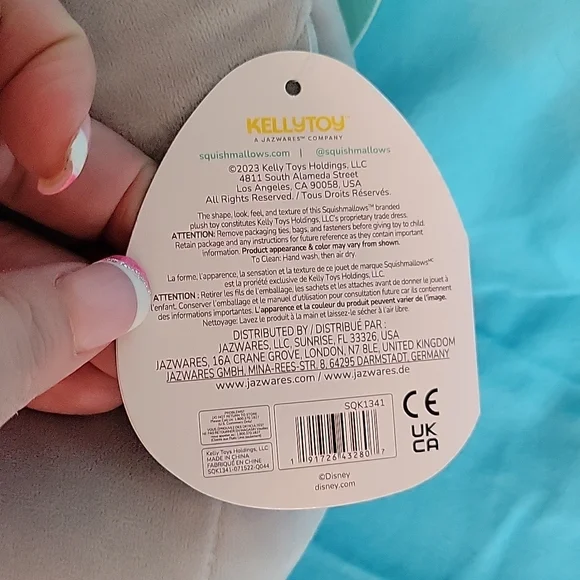 KELLYTOY
A JAZWARES™ COMPANY
squishmallows.com | @squishmallows
©2023 Kelly Toys Holdings, LLC
4811 South Alameda Street
Los Angeles, CA 90058, USA
All Rights Reserved. / Tous Droits Réservés.
The shape, look, feel, and texture of this Squishmallows™ branded
plush toy constitutes Kelly Toys Holdings, LLC's proprietary trade dress.
ATTENTION: Remove packaging ties, bags, and fasteners before giving toy to child.
Retain package and any instructions for future reference as they contain important
information. Product appearance & color may vary from shown.
To Clean: Hand wash, then air dry.
La forme, l'apparence, la sensation et la texture de ce jouet de marque Squishmallowsᴹᶜ
est la propriété exclusive de Kelly Toys Holdings, LLC.
ATTENTION : Retirer les fils de l'emballage, les sachets et les attaches avant de donner le jouet à
l'enfant. Conserver l'emballage et le manuel d'utilisation pour consultation future car ils contiennent
des informations importantes. L'apparence et la couleur du produit peuvent varier de l'image.
Nettoyage: Lavez le produit à la main et laissez-le sécher à l'air libre.
DISTRIBUTED BY / DISTRIBUÉ PAR :
JAZWARES, LLC, SUNRISE, FL 33326, USA
JAZWARES, 16A CRANE GROVE, LONDON, N7 8LE, UNITED KINGDOM
JAZWARES GMBH, MINA-REES-STR. 8, 64295 DARMSTADT, GERMANY
www.jazwares.com / www.jazwares.de
PROBLEMS?
DO NOT RETURN TO STORE
Kelly Toys Holdings, LLC
MADE IN CHINA
FABRIQUÉ EN CHINE
SQK1341-071522-Q044
SQK1341
1 91726 43280 7
CE
UK
CA
©Disney
disney.com